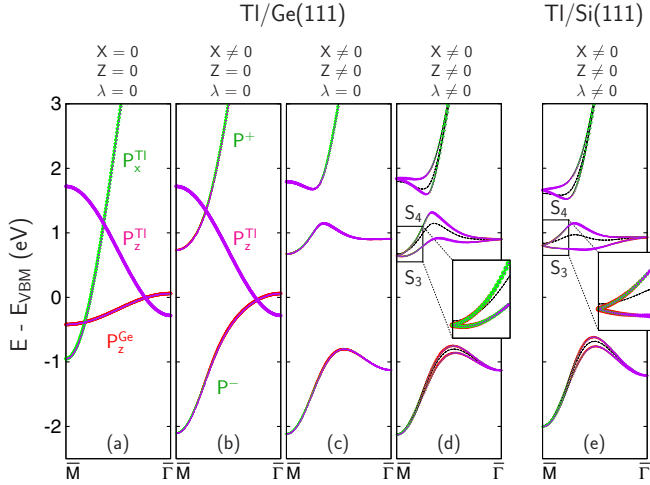 Tl/Ge(111) Tl/Si(111)
X = 0 X ≠ 0 X ≠ 0 X ≠ 0 X ≠ 0
Z = 0 Z = 0 Z ≠ 0 Z ≠ 0 Z ≠ 0
λ = 0 λ = 0 λ = 0 λ ≠ 0 λ ≠ 0
E - E_VBM (eV)
3
2
1
0
-1
-2
P_x^Tl
P_z^Tl
P_z^Ge
(a)
P^+
P_z^Tl
P^-
(b)
(c)
S_4
S_3
(d)
S_4
S_3
(e)
M̅ Γ̅ M̅ Γ̅ M̅ Γ̅ M̅ Γ̅ M̅ Γ̅